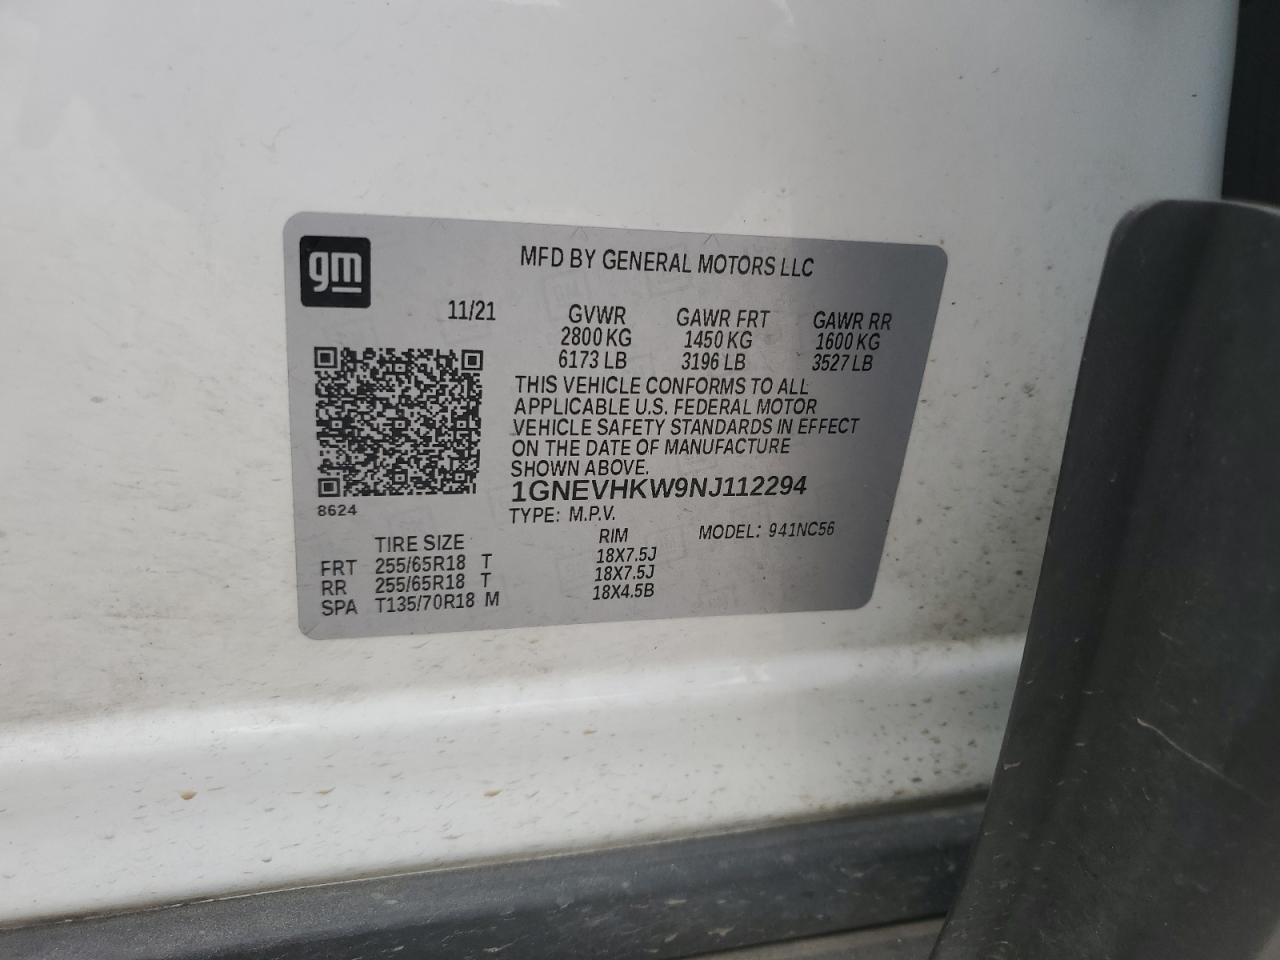 gm
MFD BY GENERAL MOTORS LLC
11/21 GVWR GAWR FRT GAWR RR
2800 KG 1450 KG 1600 KG
6173 LB 3196 LB 3527 LB
THIS VEHICLE CONFORMS TO ALL
APPLICABLE U.S. FEDERAL MOTOR
VEHICLE SAFETY STANDARDS IN EFFECT
ON THE DATE OF MANUFACTURE
SHOWN ABOVE.
1GNEVHKW9NJ112294
8624
TYPE: M.P.V. MODEL: 941NC56
TIRE SIZE RIM
FRT 255/65R18 T 18X7.5J
RR 255/65R18 T 18X7.5J
SPA T135/70R18 M 18X4.5B